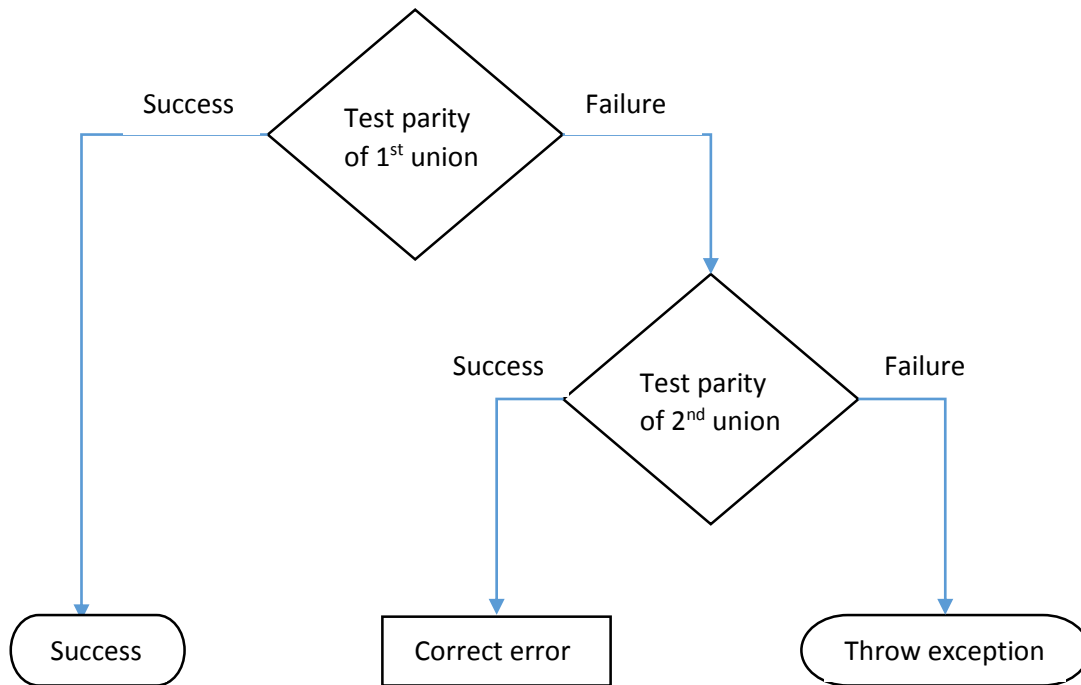 Success
Failure
Test parity
of 1st union
Success
Failure
Test parity
of 2nd union
Success
Correct error
Throw exception